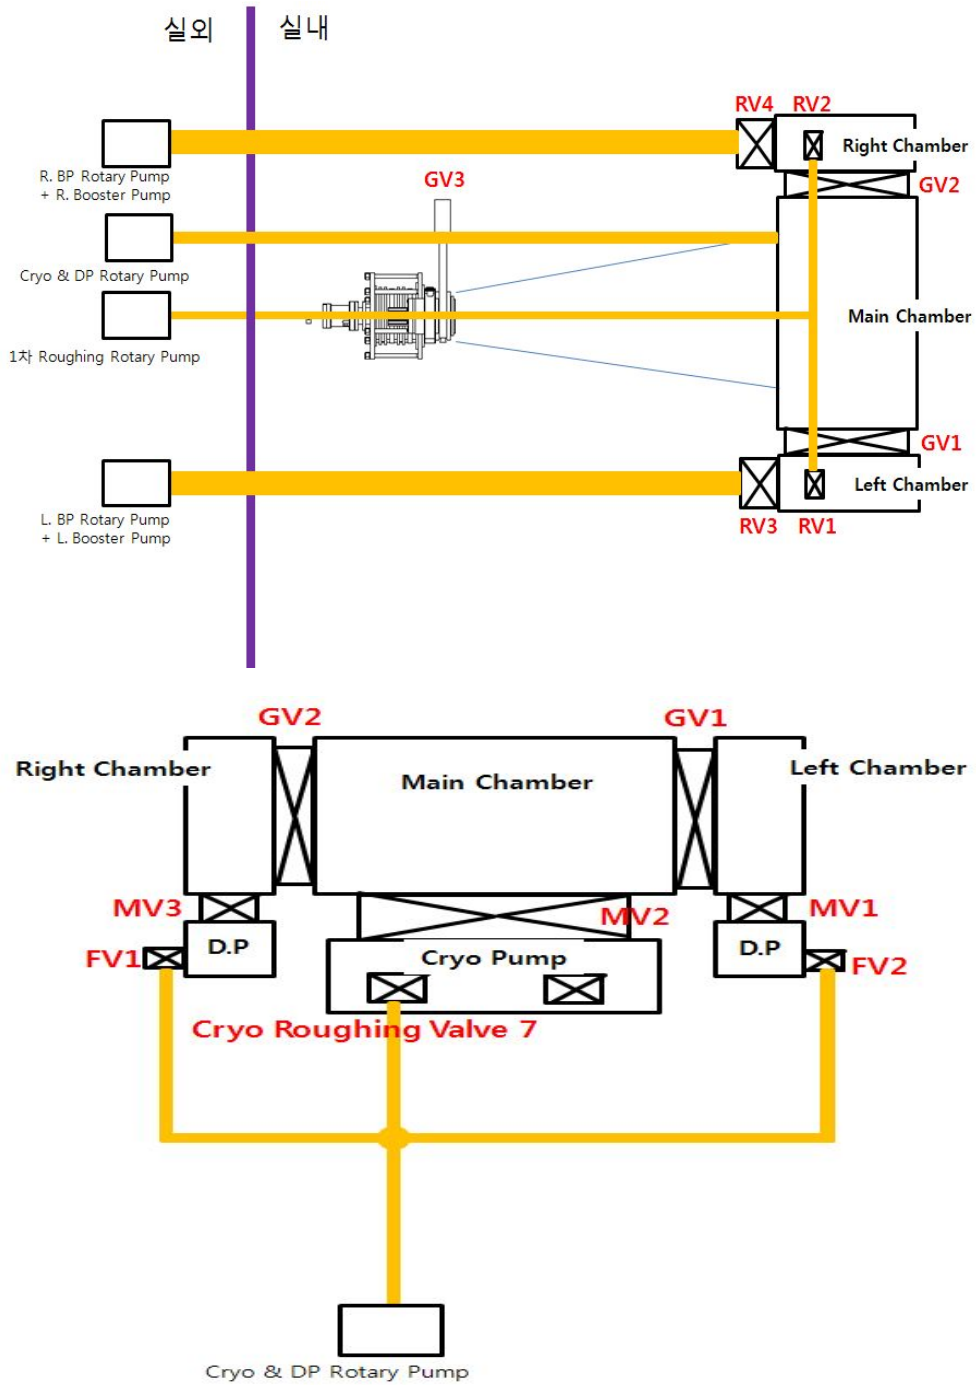 실외
실내
RV4
RV2
Right Chamber
R. BP Rotary Pump
+ R. Booster Pump
GV3
GV2
Cryo & DP Rotary Pump
Main Chamber
1차 Roughing Rotary Pump
GV1
Left Chamber
L. BP Rotary Pump
+ L. Booster Pump
RV3
RV1
GV2
GV1
Right Chamber
Main Chamber
Left Chamber
MV3
MV2
MV1
D.P
D.P
FV1
Cryo Pump
FV2
Cryo Roughing Valve 7
Cryo & DP Rotary Pump